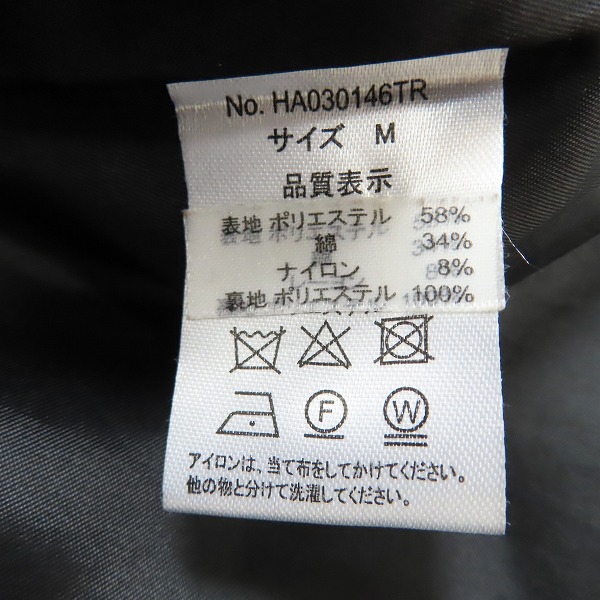 No. HA030146TR
サイズ M
品質表示
表地 ポリエステル 58%
綿 34%
ナイロン 8%
裏地 ポリエステル 100%
F W
アイロンは、当て布をしてかけてください。
他の物と分けて洗濯してください。